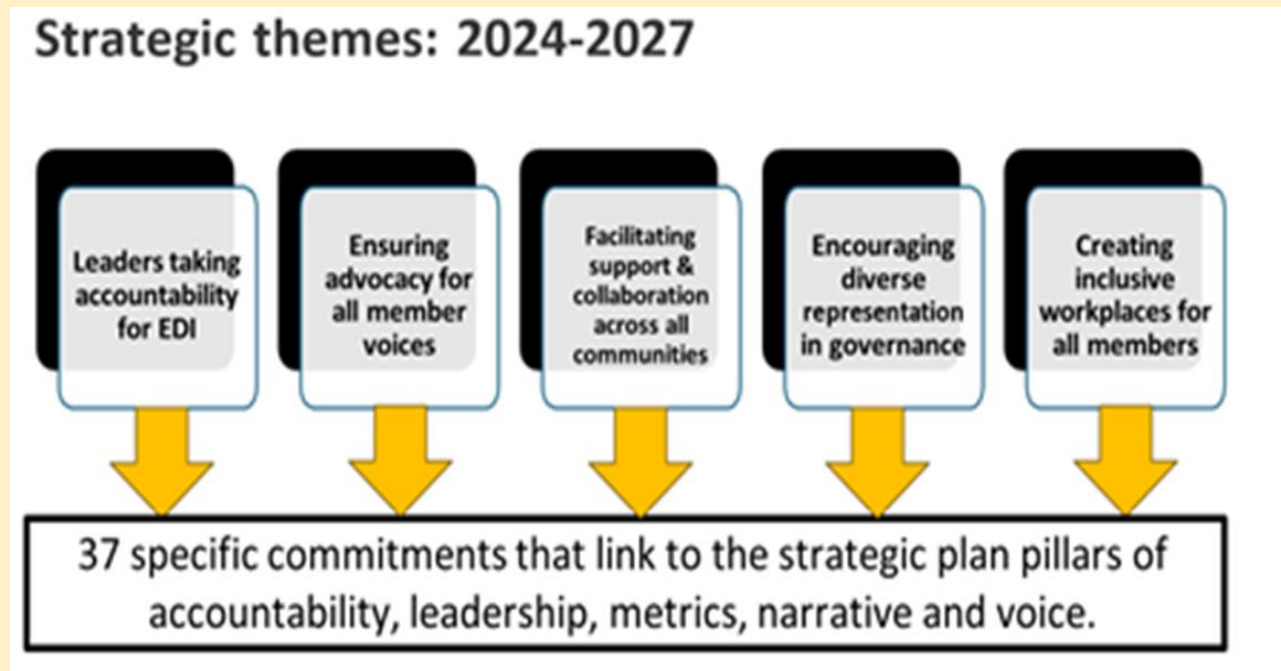 Strategic themes: 2024-2027
Leaders taking
accountability
for EDI
Ensuring
advocacy for
all member
voices
Facilitating
support &
collaboration
across all
communities
Encouraging
diverse
representation
in governance
Creating
inclusive
workplaces for
all members
37 specific commitments that link to the strategic plan pillars of
accountability, leadership, metrics, narrative and voice.